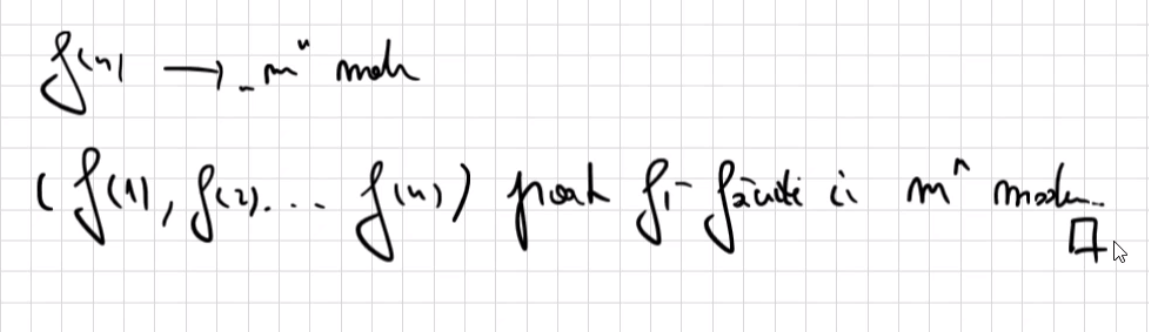 f(n) → „m" moduri
(f(1), f(2), ... f(n)) poate fi făcută în m^n moduri.